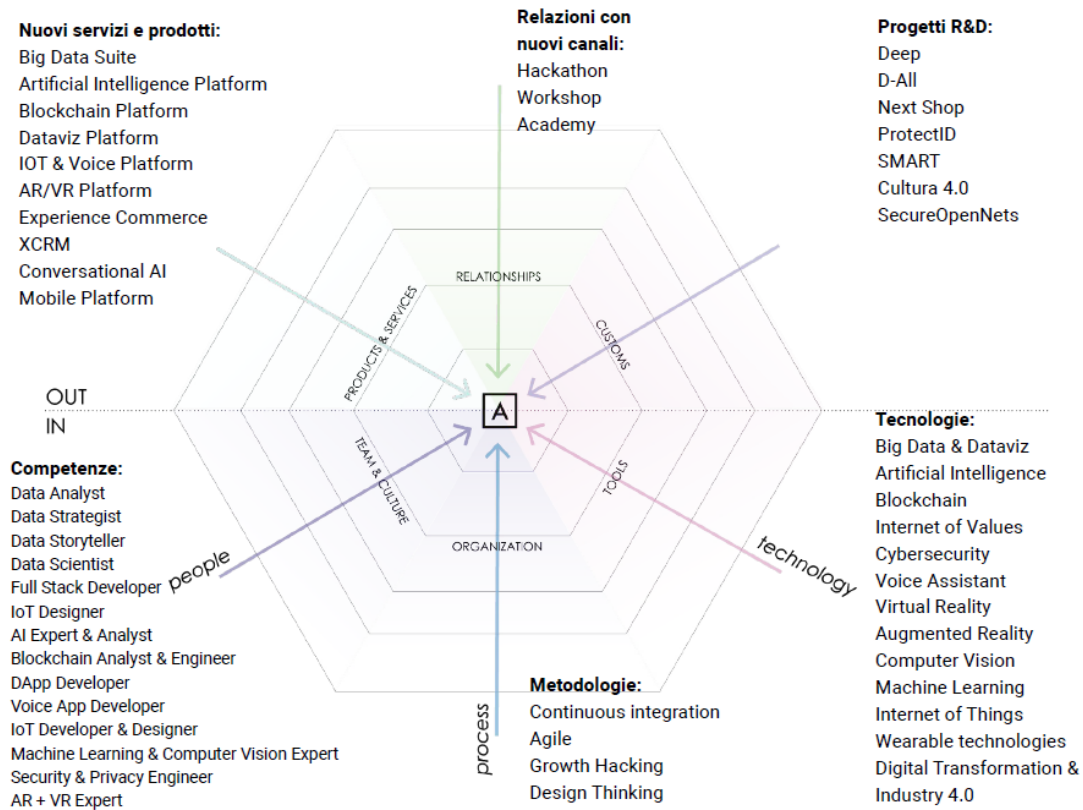 Nuovi servizi e prodotti:
Big Data Suite
Artificial Intelligence Platform
Blockchain Platform
Dataviz Platform
IOT & Voice Platform
AR/VR Platform
Experience Commerce
XCRM
Conversational AI
Mobile Platform
Relazioni con
nuovi canali:
Hackathon
Workshop
Academy
Progetti R&D:
Deep
D-All
Next Shop
ProtectID
SMART
Cultura 4.0
SecureOpenNets
RELATIONSHIPS
PRODUCTS & SERVICES
CUSTOMS
OUT
IN
A
TEAM & CULTURE
TOOLS
ORGANIZATION
people
process
technology
Competenze:
Data Analyst
Data Strategist
Data Storyteller
Data Scientist
Full Stack Developer
IoT Designer
AI Expert & Analyst
Blockchain Analyst & Engineer
DApp Developer
Voice App Developer
IoT Developer & Designer
Machine Learning & Computer Vision Expert
Security & Privacy Engineer
AR + VR Expert
Metodologie:
Continuous integration
Agile
Growth Hacking
Design Thinking
Tecnologie:
Big Data & Dataviz
Artificial Intelligence
Blockchain
Internet of Values
Cybersecurity
Voice Assistant
Virtual Reality
Augmented Reality
Computer Vision
Machine Learning
Internet of Things
Wearable technologies
Digital Transformation &
Industry 4.0